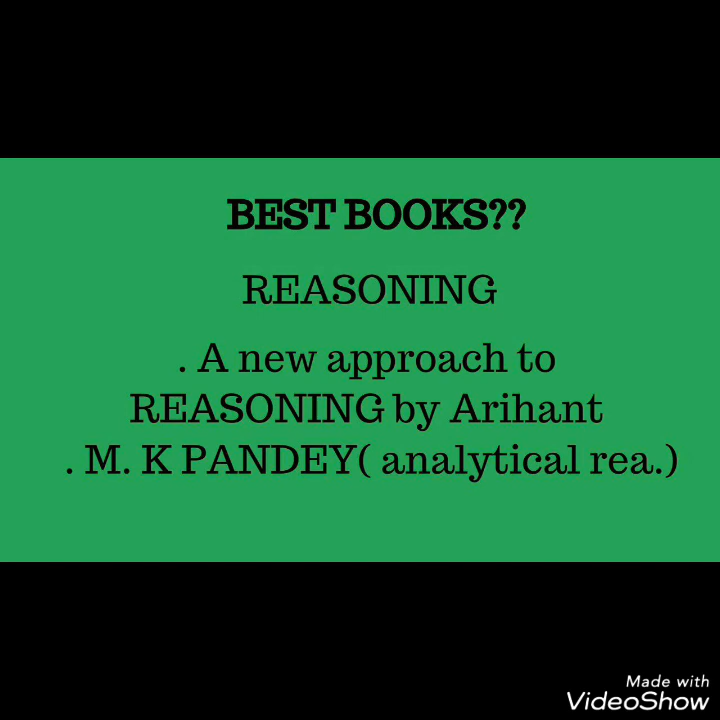 BEST BOOKS??
REASONING
. A new approach to
REASONING by Arihant
. M. K PANDEY( analytical rea.)
Made with
VideoShow